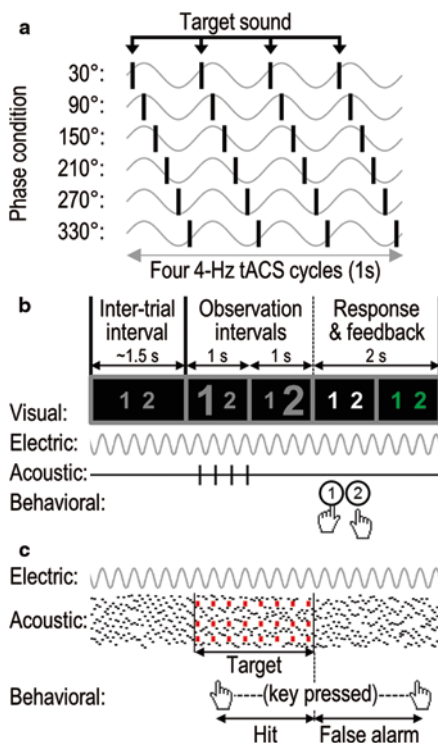 a
Target sound
Phase condition
30°:
90°:
150°:
210°:
270°:
330°:
Four 4-Hz tACS cycles (1s)
b
Inter-trial interval
Observation intervals
Response & feedback
~1.5 s
1 s
1 s
2 s
Visual:
1 2
1 2
1 2
1 2
1 2
Electric:
Acoustic:
Behavioral:
1 2
c
Electric:
Acoustic:
Target
Behavioral:
(key pressed)
Hit
False alarm